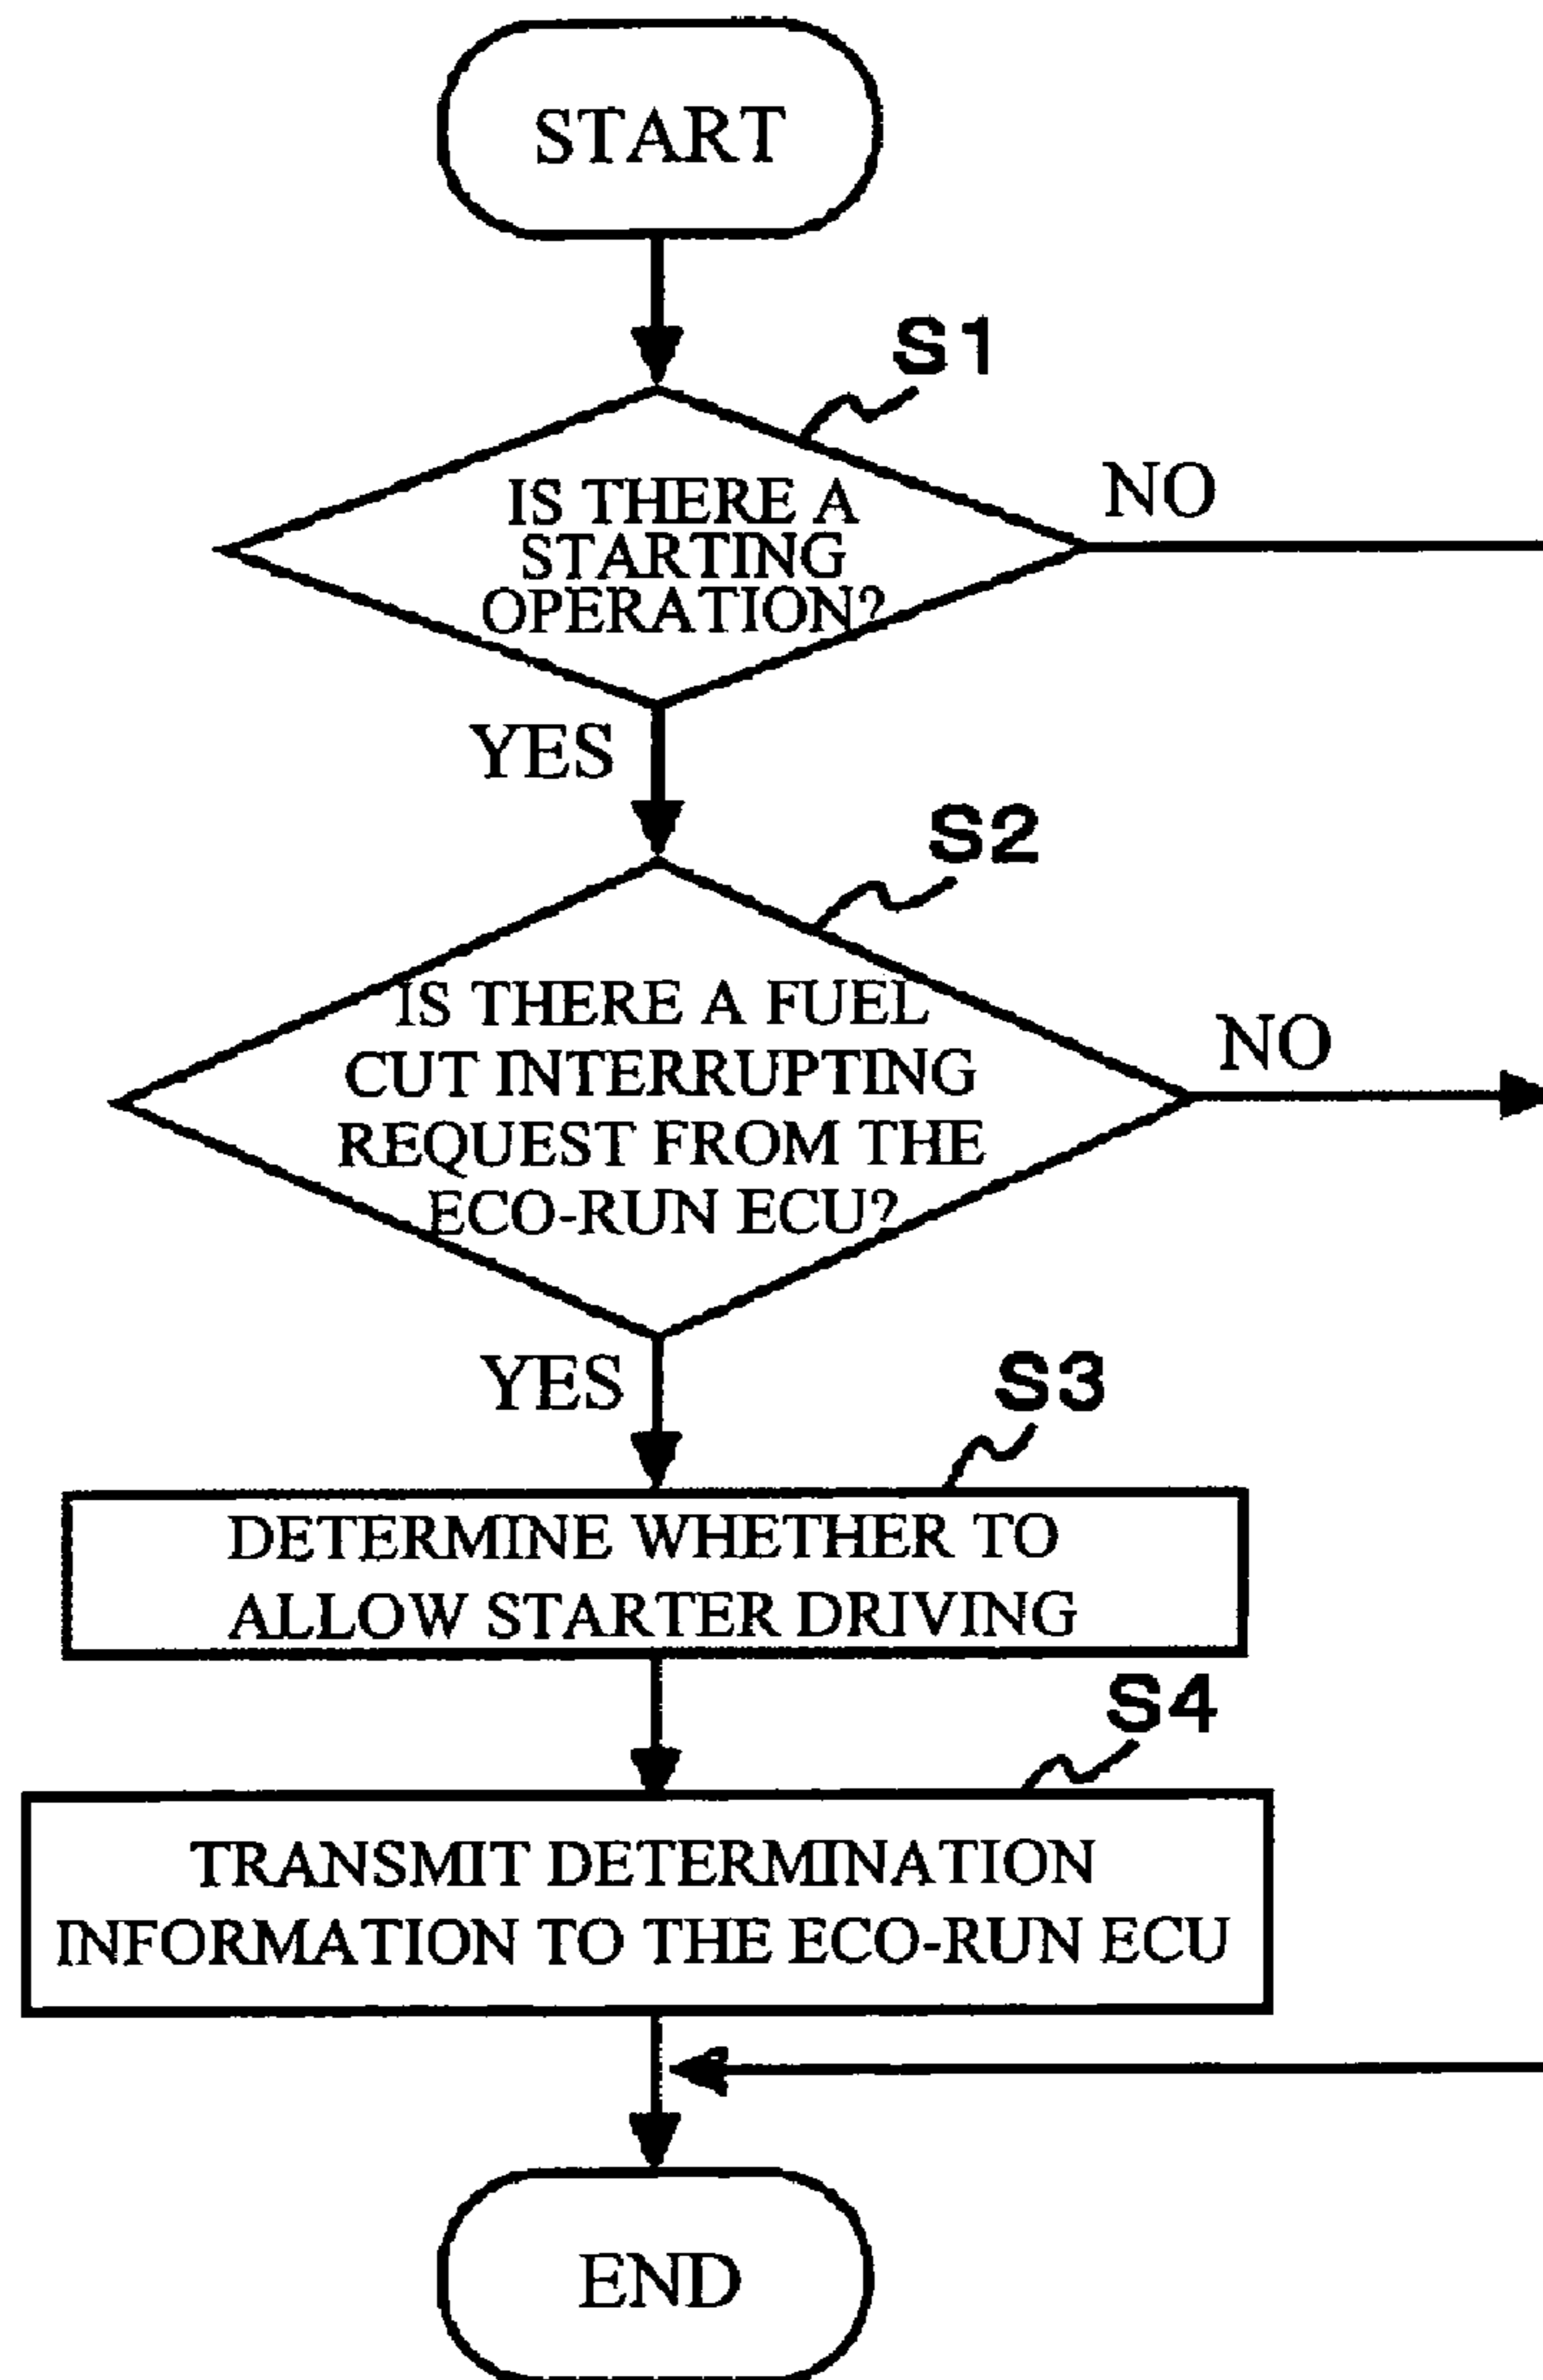 START
S1
IS THERE A
STARTING
OPERATION?
NO
YES
S2
IS THERE A FUEL
CUT INTERRUPTING
REQUEST FROM THE
ECO-RUN ECU?
NO
YES
S3
DETERMINE WHETHER TO
ALLOW STARTER DRIVING
S4
TRANSMIT DETERMINATION
INFORMATION TO THE ECO-RUN ECU
END